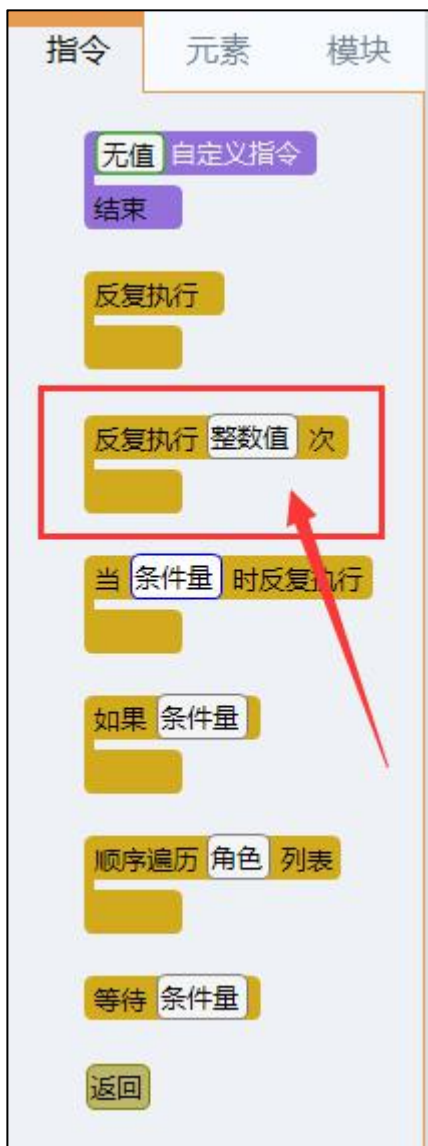 指令 元素 模块
无值 自定义指令
结束
反复执行
反复执行 整数值 次
当 条件量 时反复执行
如果 条件量
顺序遍历 角色 列表
等待 条件量
返回